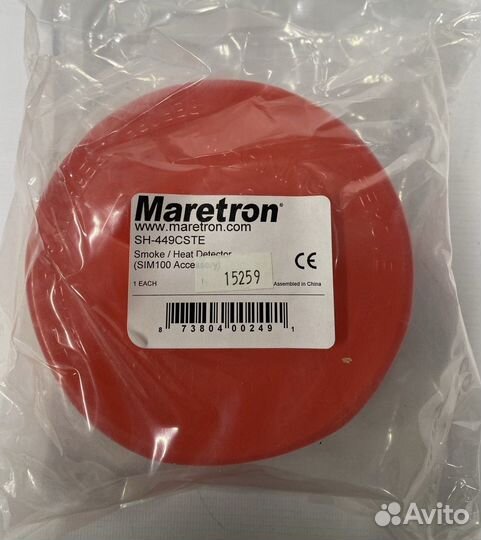 Maretron®
www.maretron.com
SH-449CSTE
Smoke / Heat Detector
(SIM100 Accessory)
15259
1 EACH
Assembled in China
CE
8 73804 00249 1
Avito